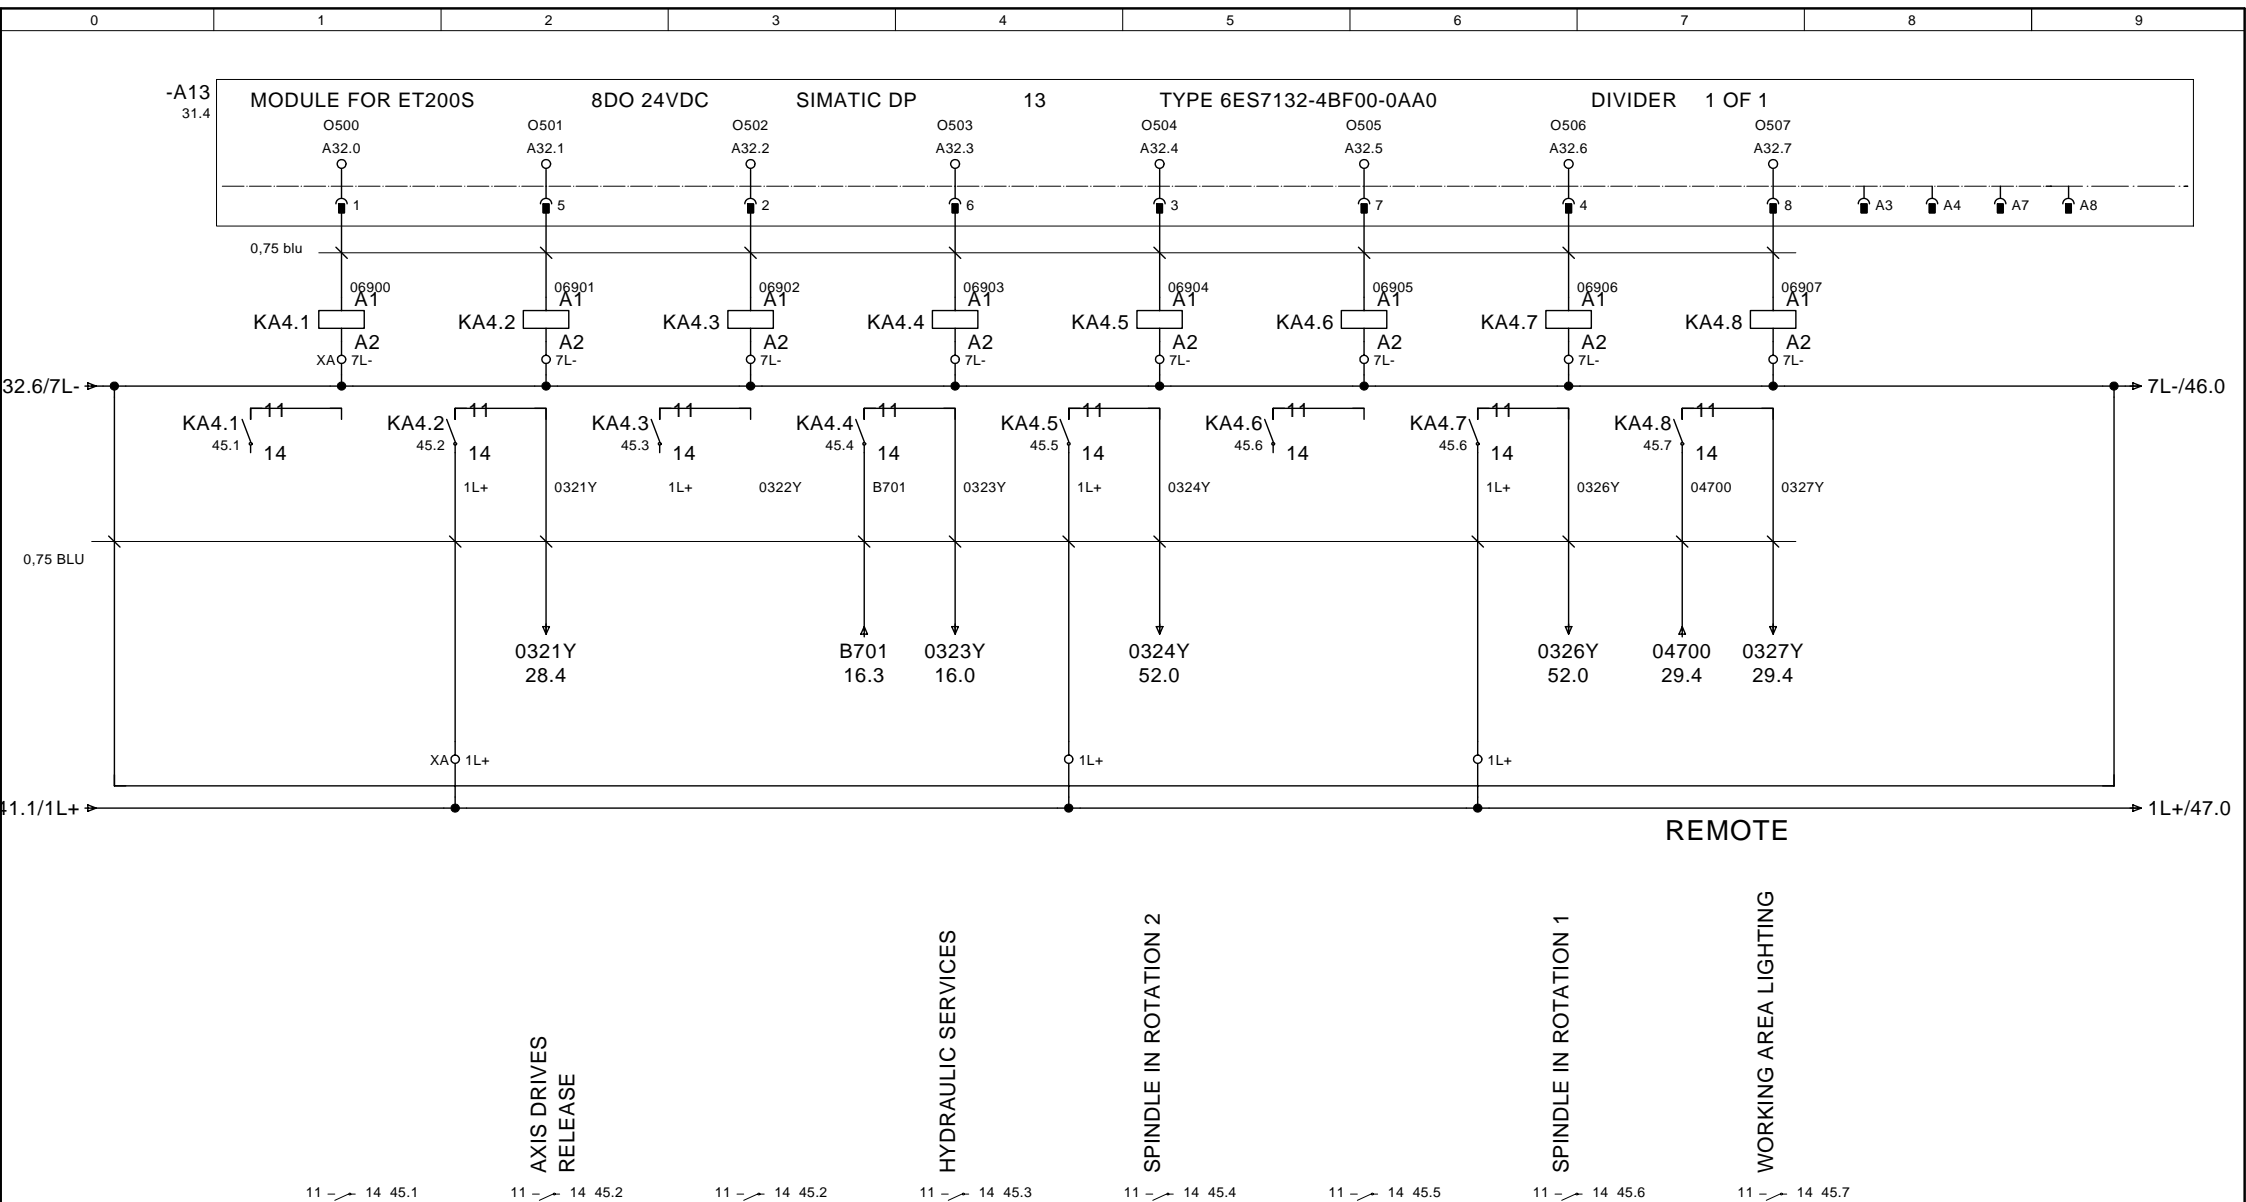 0 1 2 3 4 5 6 7 8 9
-A13 MODULE FOR ET200S 8DO 24VDC SIMATIC DP 13 TYPE 6ES7132-4BF00-0AA0 DIVIDER 1 OF 1
31.4
O500 O501 O502 O503 O504 O505 O506 O507
A32.0 A32.1 A32.2 A32.3 A32.4 A32.5 A32.6 A32.7
1 5 2 6 3 7 4 8 A3 A4 A7 A8
0,75 blu
06900 06901 06902 06903 06904 06905 06906 06907
A1 A1 A1 A1 A1 A1 A1 A1
KA4.1 KA4.2 KA4.3 KA4.4 KA4.5 KA4.6 KA4.7 KA4.8
A2 A2 A2 A2 A2 A2 A2 A2
XA 7L- 7L- 7L- 7L- 7L- 7L- 7L- 7L-
32.6/7L- 7L-/46.0
11 11 11 11 11 11 11 11
KA4.1 KA4.2 KA4.3 KA4.4 KA4.5 KA4.6 KA4.7 KA4.8
45.1 45.2 45.3 45.4 45.5 45.6 45.6 45.7
14 14 14 14 14 14 14 14
1L+ 0321Y 1L+ 0322Y B701 0323Y 1L+ 0324Y 1L+ 0326Y 04700 0327Y
0,75 BLU
0321Y B701 0323Y 0324Y 0326Y 04700 0327Y
28.4 16.3 16.0 52.0 52.0 29.4 29.4
XA 1L+ 1L+ 1L+
41.1/1L+ 1L+/47.0
REMOTE
AXIS DRIVES
RELEASE
HYDRAULIC SERVICES
SPINDLE IN ROTATION 2
SPINDLE IN ROTATION 1
WORKING AREA LIGHTING
11 14 45.1 11 14 45.2 11 14 45.2 11 14 45.3 11 14 45.4 11 14 45.5 11 14 45.6 11 14 45.7